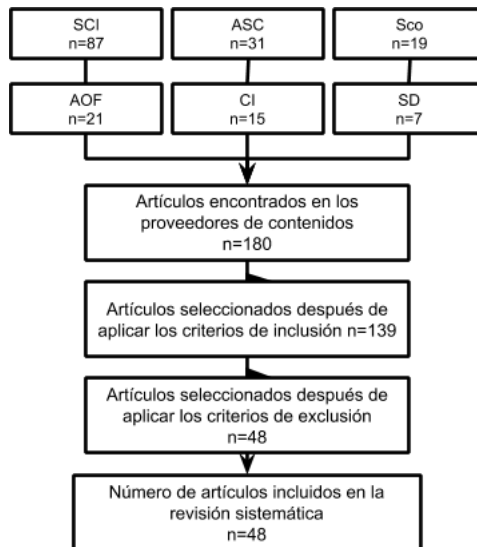 SCI
n=87
ASC
n=31
Sco
n=19
AOF
n=21
CI
n=15
SD
n=7
Artículos encontrados en los
proveedores de contenidos
n=180
Artículos seleccionados después de
aplicar los criterios de inclusión n=139
Artículos seleccionados después de
aplicar los criterios de exclusión
n=48
Número de artículos incluidos en la
revisión sistemática
n=48